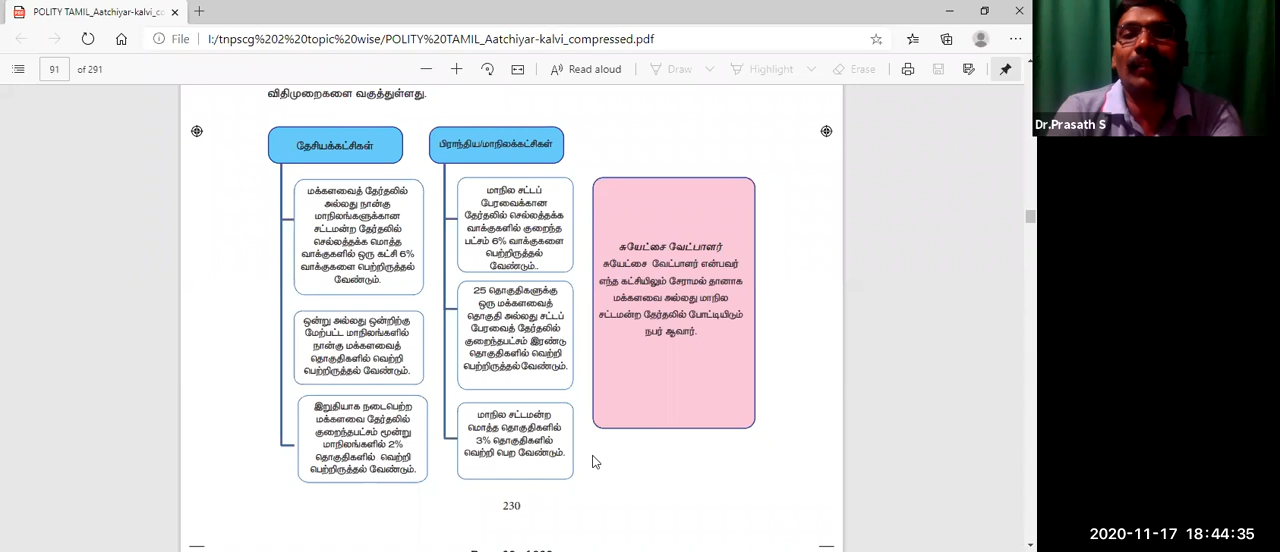 POLITY TAMIL_Aatchiyar-kalvi_cc
File
I:/tnpscg%202%20topic%20wise/POLITY%20TAMIL_Aatchiyar-kalvi_compressed.pdf
91 of 291
Read aloud
Draw
Highlight
Erase
Dr.Prasath S
விதிமுறைகளை வகுத்துள்ளது.
தேசியக்கட்சிகள்
மக்களவைத் தேர்தலில்
அல்லது நான்கு
மாநிலங்களுக்கான
சட்டமன்ற தேர்தலில்
செல்லத்தக்க மொத்த
வாக்குகளில் ஒரு கட்சி 6%
வாக்குகளை பெற்றிருத்தல்
வேண்டும்.
ஒன்று அல்லது ஒன்றிற்கு
மேற்பட்ட மாநிலங்களில்
நான்கு மக்களவைத்
தொகுதிகளில் வெற்றி
பெற்றிருத்தல் வேண்டும்.
இறுதியாக நடைபெற்ற
மக்களவை தேர்தலில்
குறைந்தபட்சம் மூன்று
மாநிலங்களில் 2%
தொகுதிகளில் வெற்றி
பெற்றிருத்தல் வேண்டும்.
பிராந்திய/மாநிலக்கட்சிகள்
மாநில சட்டப்
பேரவைக்கான
தேர்தலில் செல்லத்தக்க
வாக்குகளில் குறைந்த
பட்சம் 6% வாக்குகளை
பெற்றிருத்தல்
வேண்டும்..
25 தொகுதிகளுக்கு
ஒரு மக்களவைத்
தொகுதி அல்லது சட்டப்
பேரவைத் தேர்தலில்
குறைந்தபட்சம் இரண்டு
தொகுதிகளில் வெற்றி
பெற்றிருத்தல் வேண்டும்.
மாநில சட்டமன்ற
மொத்த தொகுதிகளில்
3% தொகுதிகளில்
வெற்றி பெற வேண்டும்.
சுயேட்சை வேட்பாளர்
சுயேட்சை வேட்பாளர் என்பவர்
எந்த கட்சியிலும் சேராமல் தானாக
மக்களவை அல்லது மாநில
சட்டமன்ற தேர்தலில் போட்டியிடும்
நபர் ஆவார்.
230
2020-11-17 18:44:35